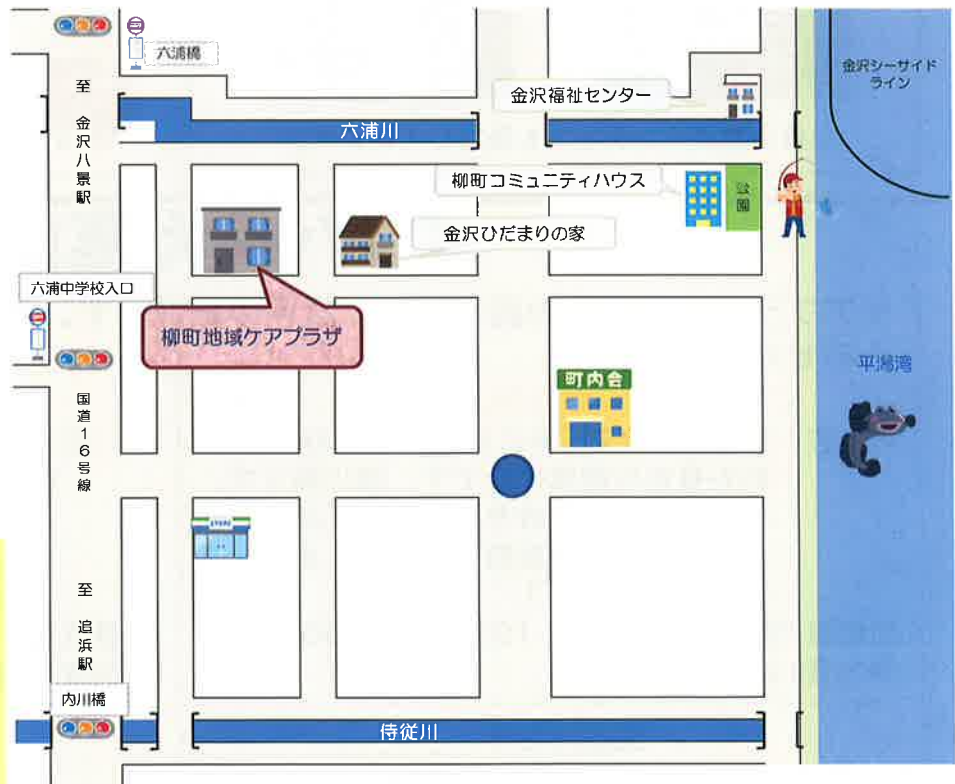 六浦橋
金沢シーサイド
ライン
金沢福祉センター
至　金沢八景駅
六浦川
柳町コミュニティハウス
公園
金沢ひだまりの家
六浦中学校入口
柳町地域ケアプラザ
平潟湾
町内会
国道16号線
STORE
至　追浜駅
内川橋
侍従川